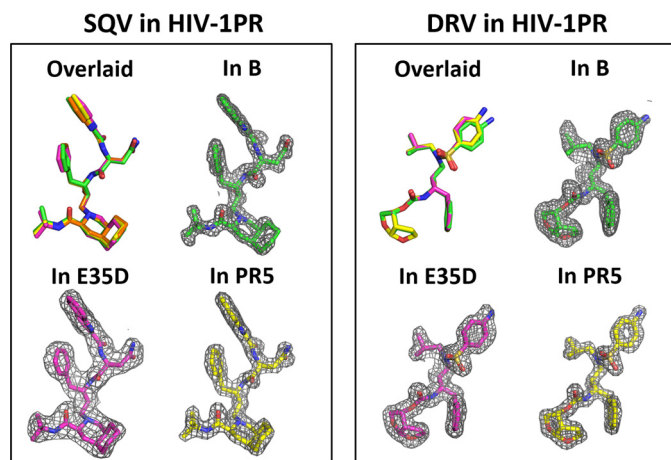 SQV in HIV-1PR
Overlaid In B
In E35D In PR5
DRV in HIV-1PR
Overlaid In B
In E35D In PR5